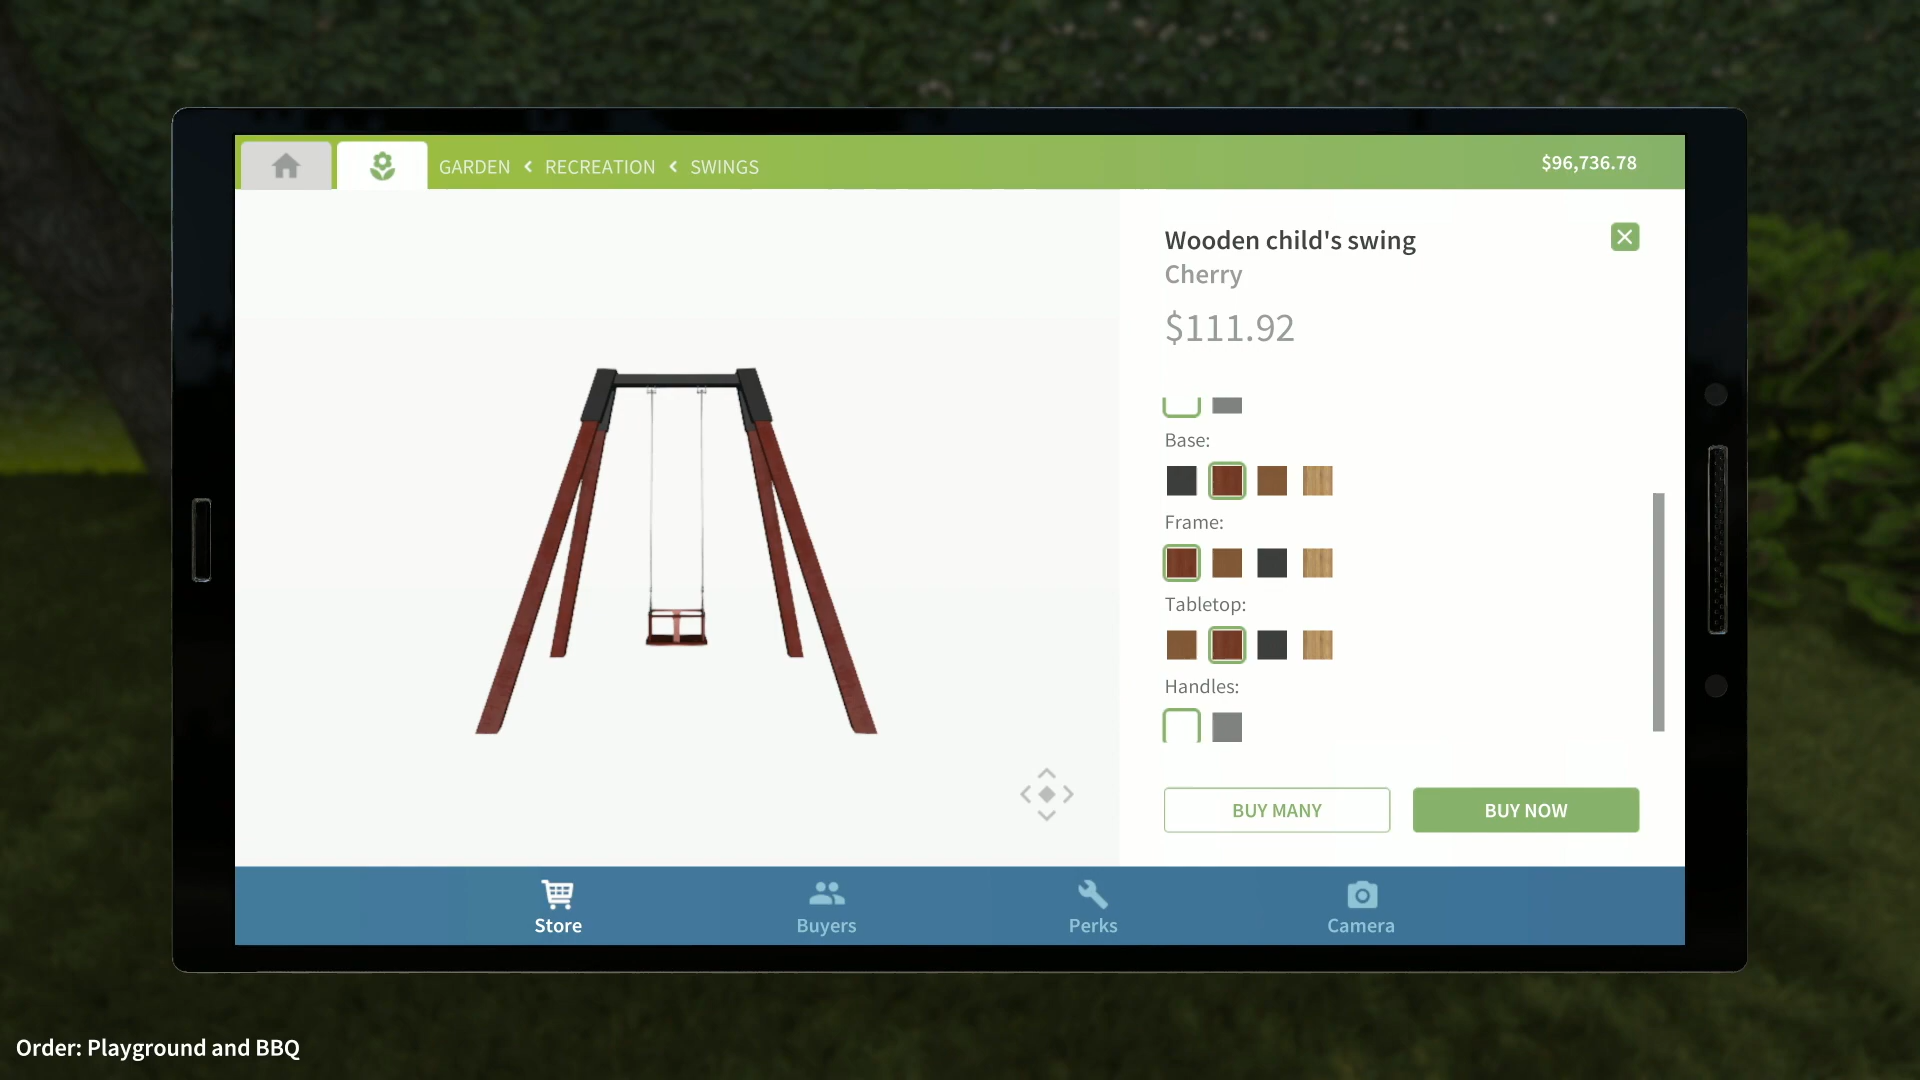 GARDEN < RECREATION < SWINGS
$96,736.78
Wooden child's swing
Cherry
$111.92
Base:
Frame:
Tabletop:
Handles:
BUY MANY
BUY NOW
Store
Buyers
Perks
Camera
Order: Playground and BBQ